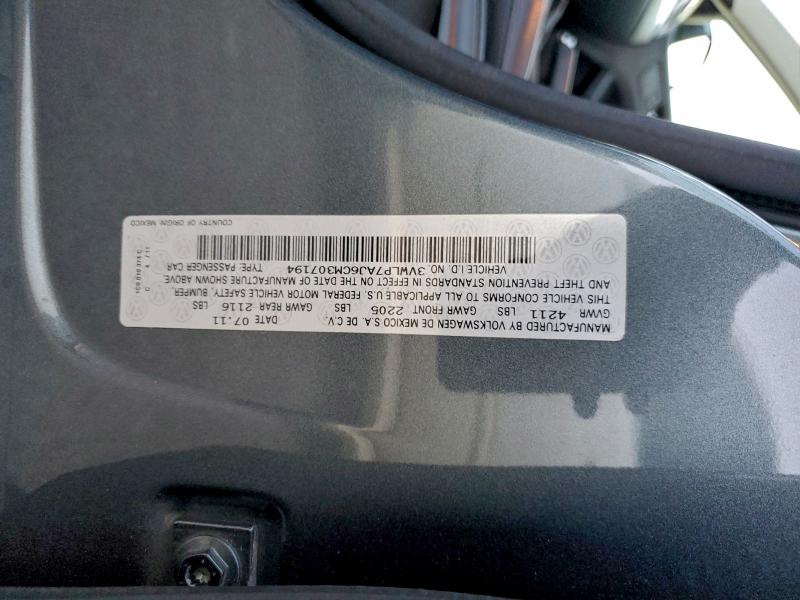 MANUFACTURED BY VOLKSWAGEN DE MEXICO S.A. DE C.V. DATE 07.11
GVWR 4211 LBS GAWR FRONT 2205 LBS GAWR REAR 2116 LBS
THIS VEHICLE CONFORMS TO ALL APPLICABLE U.S. FEDERAL MOTOR VEHICLE SAFETY, BUMPER,
AND THEFT PREVENTION STANDARDS IN EFFECT ON THE DATE OF MANUFACTURE SHOWN ABOVE.
VEHICLE I.D. NO. 3VWLP7AJ6CM307194 TYPE: PASSENGER CAR
COUNTRY OF ORIGIN: MEXICO